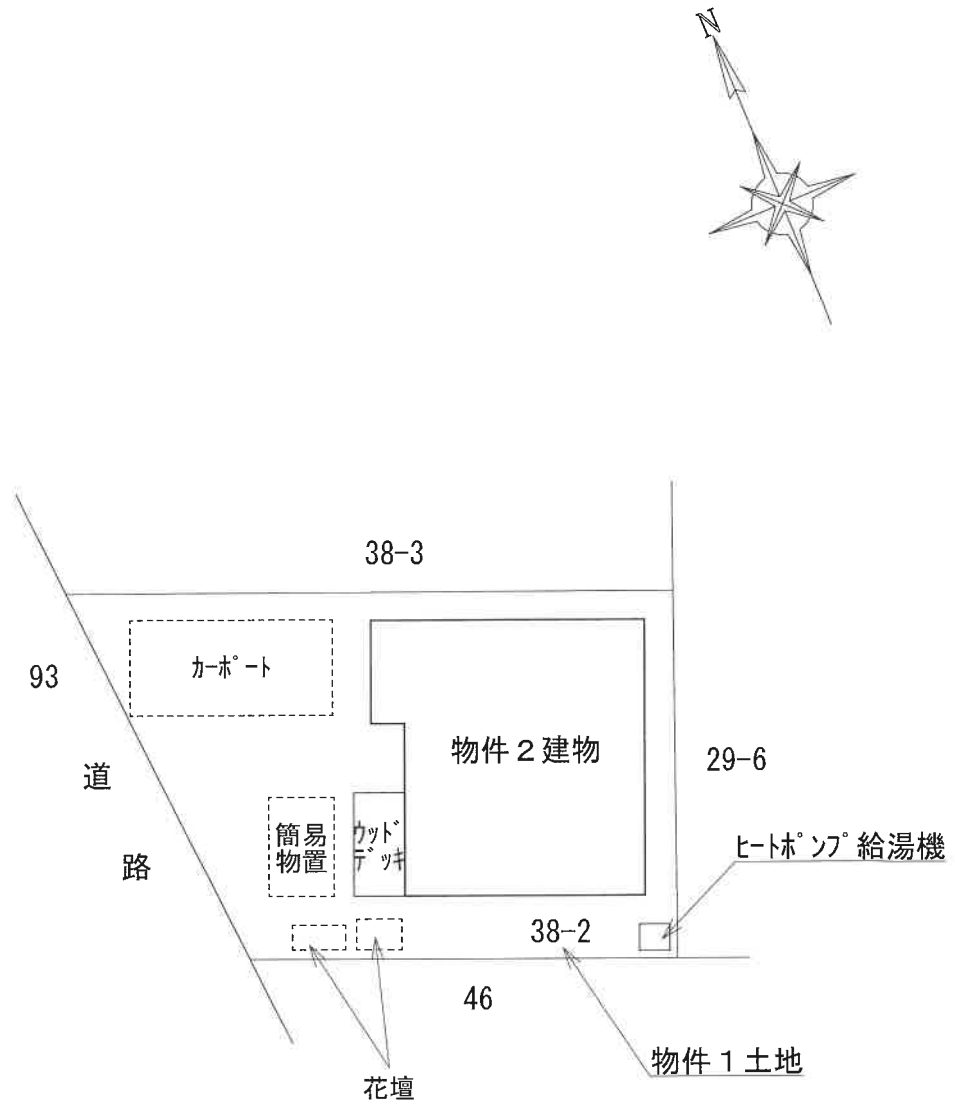 N
38-3
93
カーポート
道
路
物件２建物
29-6
簡易
物置
ウッド
デッキ
ヒートポンプ給湯機
38-2
46
物件１土地
花壇